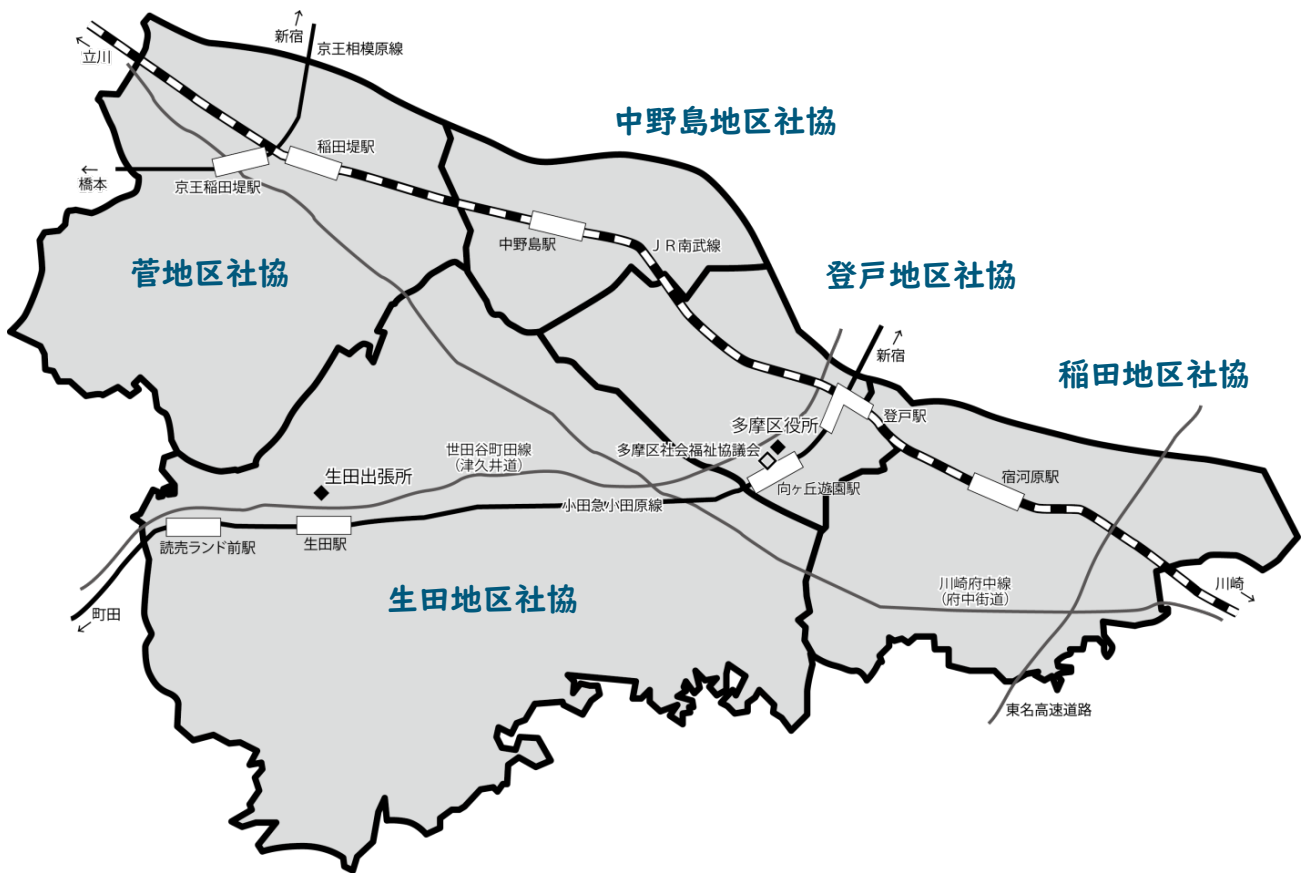 新宿
京王相模原線
立川
中野島地区社協
稲田堤駅
橋本
京王稲田堤駅
中野島駅
ＪＲ南武線
菅地区社協
登戸地区社協
新宿
稲田地区社協
登戸駅
多摩区役所
多摩区社会福祉協議会
世田谷町田線
（津久井道）
生田出張所
宿河原駅
向ヶ丘遊園駅
小田急小田原線
読売ランド前駅
生田駅
川崎府中線
（府中街道）
川崎
生田地区社協
町田
東名高速道路